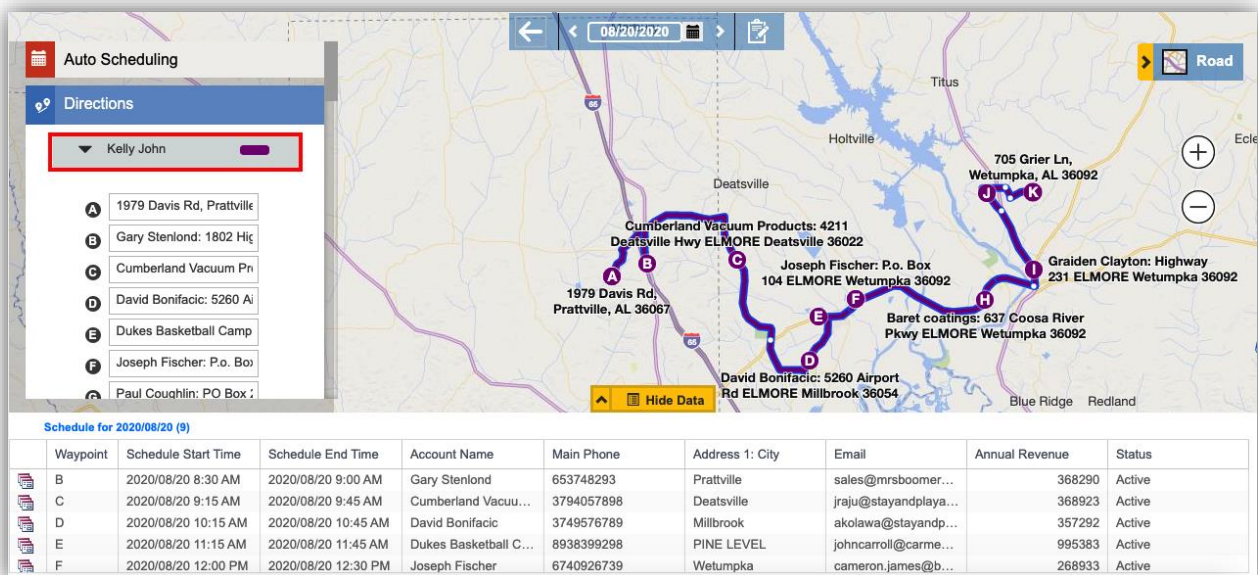 08/20/2020
Auto Scheduling
Directions
Kelly John
A 1979 Davis Rd, Prattville
B Gary Stenlond: 1802 Hig
C Cumberland Vacuum Pr
D David Bonifacic: 5260 Ai
E Dukes Basketball Camp
F Joseph Fischer: P.o. Box
G Paul Coughlin: PO Box 2
Road
65
Titus
Holtville
Ecle
Deatsville
705 Grier Ln,
Wetumpka, AL 36092
J K
Cumberland Vacuum Products: 4211
Deatsville Hwy ELMORE Deatsville 36022
A B C
1979 Davis Rd,
Prattville, AL 36067
Joseph Fischer: P.o. Box
104 ELMORE Wetumpka 36092
E F H I
Graiden Clayton: Highway
231 ELMORE Wetumpka 36092
Baret coatings: 637 Coosa River
Pkwy ELMORE Wetumpka 36092
65
D
David Bonifacic: 5260 Airport
Rd ELMORE Millbrook 36054
Hide Data
Blue Ridge Redland
Schedule for 2020/08/20 (9)
Waypoint Schedule Start Time Schedule End Time Account Name Main Phone Address 1: City Email Annual Revenue Status
B 2020/08/20 8:30 AM 2020/08/20 9:00 AM Gary Stenlond 653748293 Prattville sales@mrsboomer... 368290 Active
C 2020/08/20 9:15 AM 2020/08/20 9:45 AM Cumberland Vacuu... 3794057898 Deatsville jraju@stayandplaya... 368923 Active
D 2020/08/20 10:15 AM 2020/08/20 10:45 AM David Bonifacic 3749576789 Millbrook akolawa@stayandp... 357292 Active
E 2020/08/20 11:15 AM 2020/08/20 11:45 AM Dukes Basketball C... 8938399298 PINE LEVEL johncarroll@carme... 995383 Active
F 2020/08/20 12:00 PM 2020/08/20 12:30 PM Joseph Fischer 6740926739 Wetumpka cameron.james@b... 268933 Active